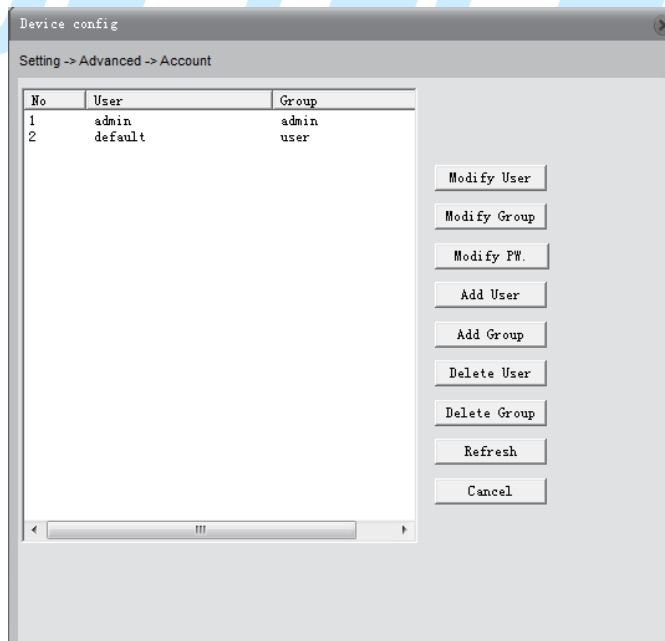 Device config
Setting -> Advanced -> Account
No User Group
1 admin admin
2 default user
Modify User
Modify Group
Modify PW.
Add User
Add Group
Delete User
Delete Group
Refresh
Cancel